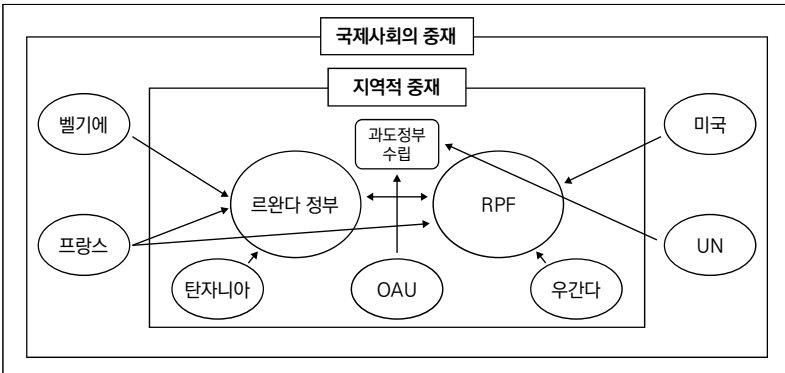 국제사회의 중재
지역적 중재
벨기에
미국
과도정부
수립
르완다 정부
RPF
프랑스
UN
탄자니아
OAU
우간다